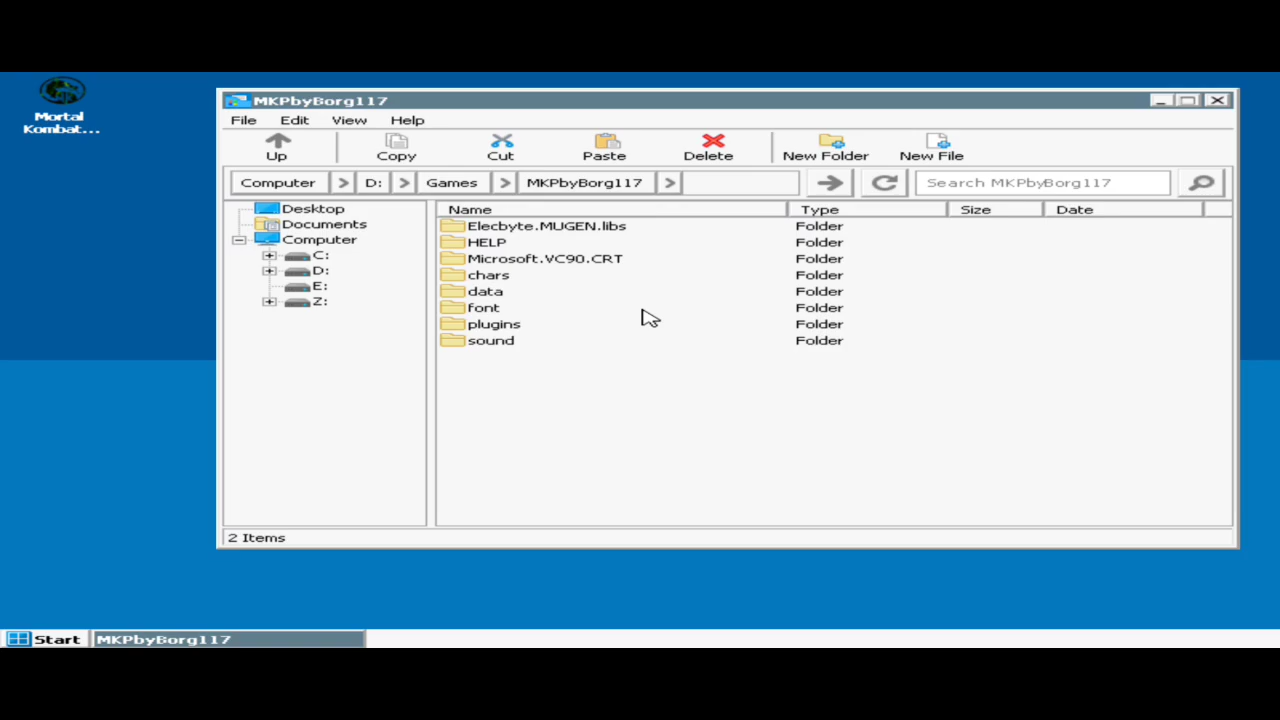 Mortal
Kombat...
MKPbyBorg117
File Edit View Help
Up Copy Cut Paste Delete New Folder New File
Computer > D: > Games > MKPbyBorg117 > Search MKPbyBorg117
Desktop
Documents
Computer
C:
D:
E:
Z:
Name Type Size Date
Elecbyte.MUGEN.libs Folder
HELP Folder
Microsoft.VC90.CRT Folder
chars Folder
data Folder
font Folder
plugins Folder
sound Folder
2 Items
Start MKPbyBorg117